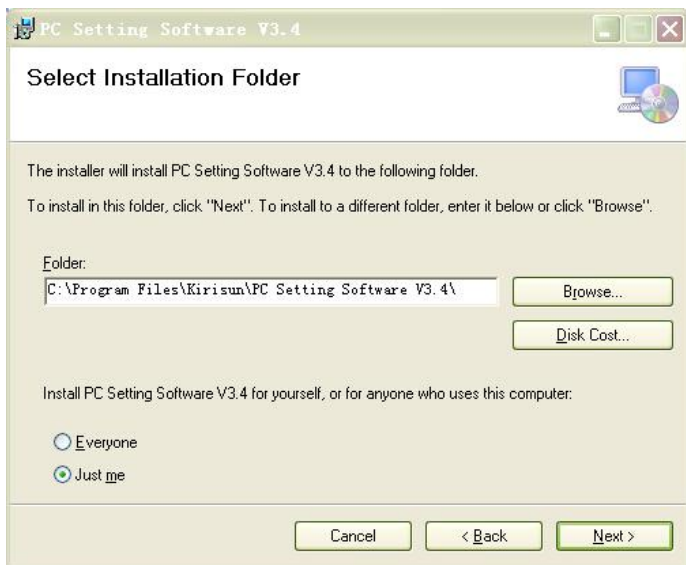 PC Setting Software V3.4
Select Installation Folder
The installer will install PC Setting Software V3.4 to the following folder.
To install in this folder, click "Next". To install to a different folder, enter it below or click "Browse".
Folder:
C:\Program Files\Kirisun\PC Setting Software V3.4\
Browse...
Disk Cost...
Install PC Setting Software V3.4 for yourself, or for anyone who uses this computer:
Everyone
Just me
Cancel
< Back
Next >